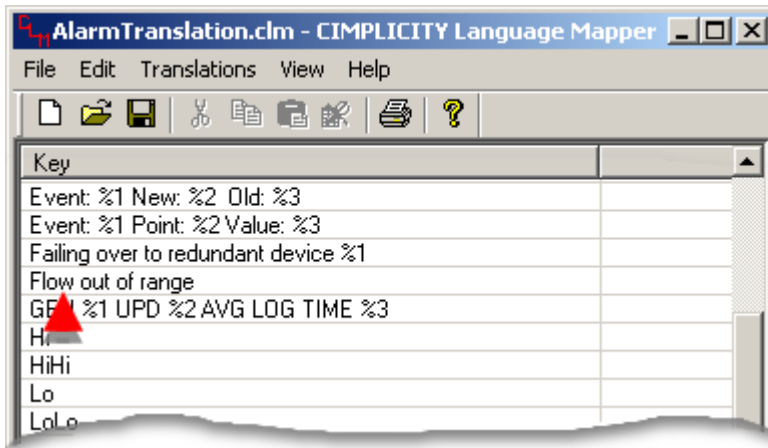 CLM AlarmTranslation.clm - CIMPLICITY Language Mapper
File Edit Translations View Help
Key
Event: %1 New: %2 Old: %3
Event: %1 Point: %2 Value: %3
Failing over to redundant device %1
Flow out of range
%1 UPD %2 AVG LOG TIME %3
HiHi
Lo
LoLo